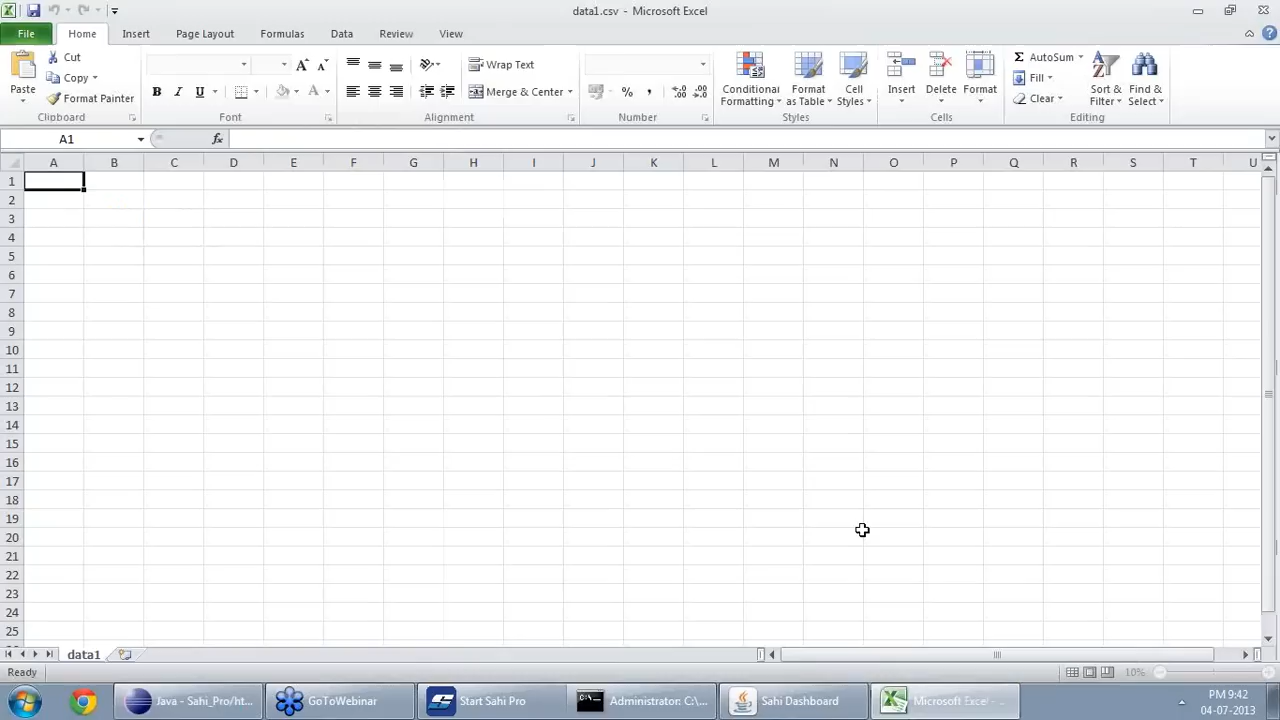 data1.csv - Microsoft Excel
File Home Insert Page Layout Formulas Data Review View
Paste
Cut
Copy
Format Painter
Clipboard
B I U
A A
A
Font
Wrap Text
Merge & Center
Alignment
% , .00 .0
Number
Conditional Formatting
Format as Table
Cell Styles
Styles
Insert Delete Format
Cells
Σ AutoSum
Fill
Clear
Sort & Filter
Find & Select
Editing
A1 fx
A B C D E F G H I J K L M N O P Q R S T U
1
2
3
4
5
6
7
8
9
10
11
12
13
14
15
16
17
18
19
20
21
22
23
24
25
data1
Ready 10%
Java - Sahi_Pro/ht... GoToWebinar Start Sahi Pro Administrator: C:\... Sahi Dashboard Microsoft Excel - ...
PM 9:42
04-07-2013